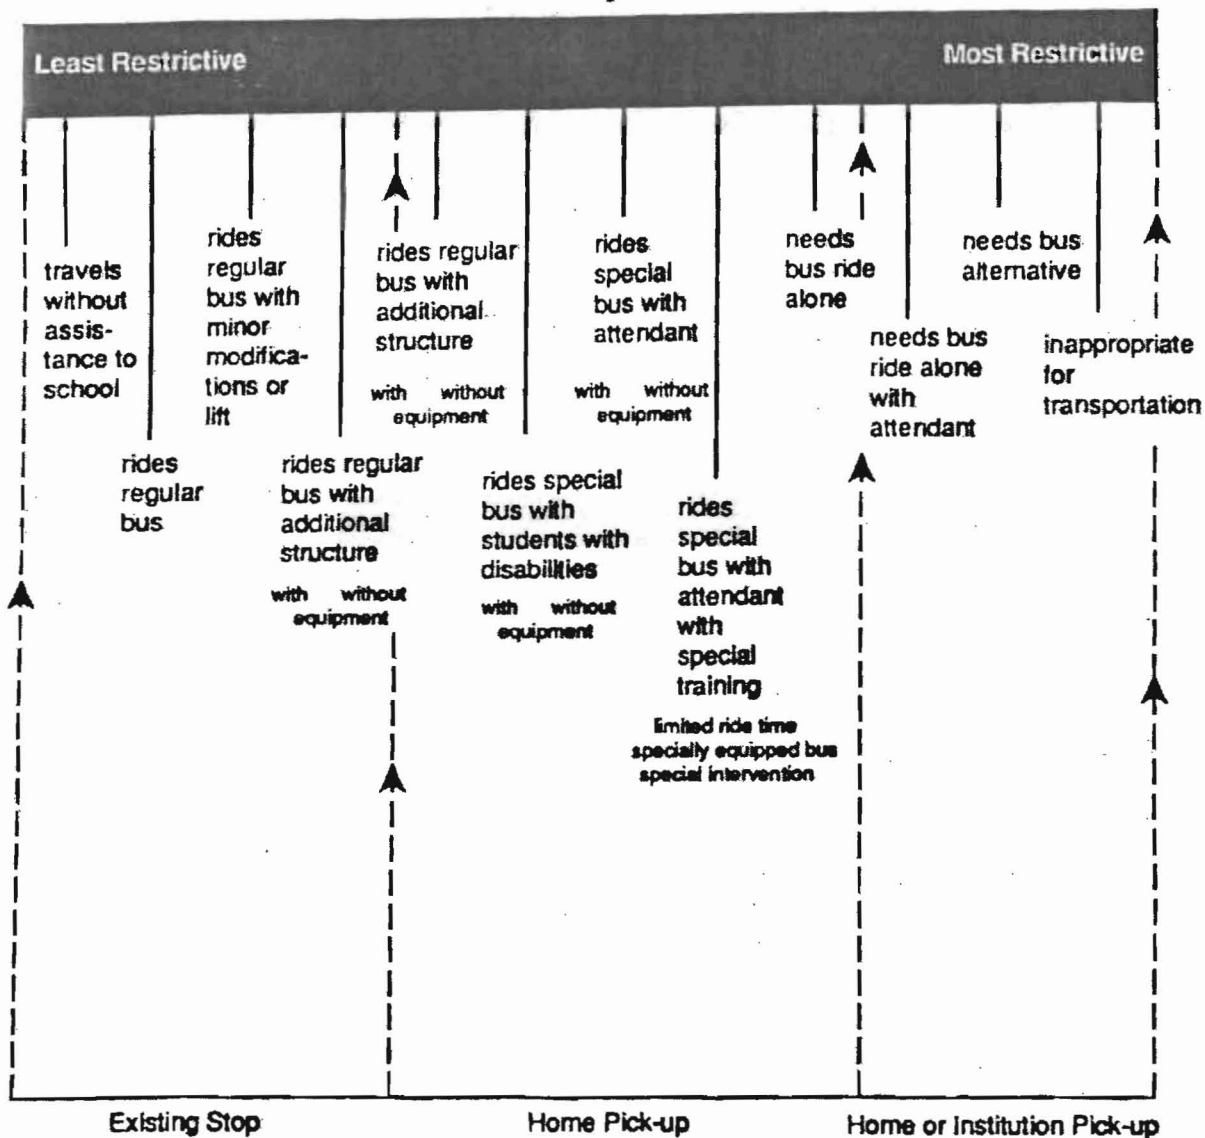 Least Restrictive
Most Restrictive
travels
without
assis-
tance to
school
rides
regular
bus
rides
regular
bus with
minor
modifica-
tions or
lift
rides regular
bus with
additional
structure
with without
equipment
rides regular
bus with
additional
structure
with without
equipment
rides special
bus with
students with
disabilities
with without
equipment
rides
special
bus with
attendant
with without
equipment
rides
special
bus with
attendant
with
special
training
limited ride time
specially equipped bus
special intervention
needs
bus ride
alone
needs bus
ride alone
with
attendant
needs bus
alternative
inappropriate
for
transportation
Existing Stop
Home Pick-up
Home or Institution Pick-up